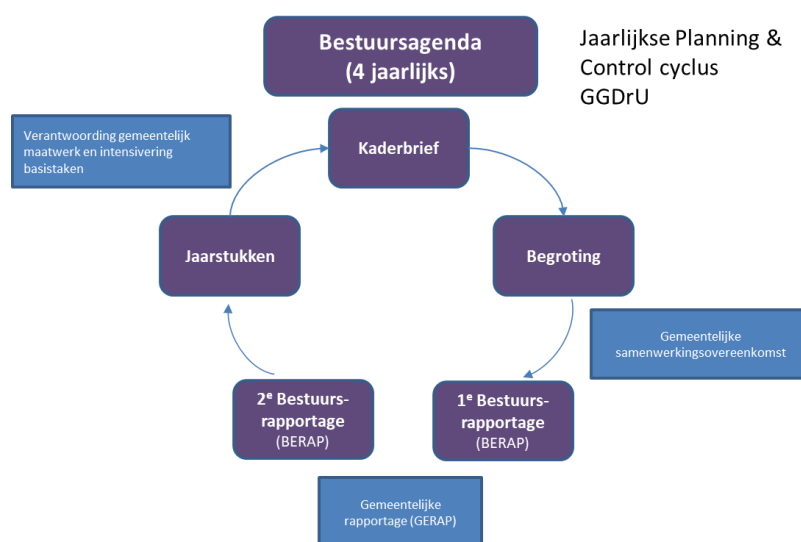 Bestuursagenda
(4 jaarlijks)
Jaarlijkse Planning &
Control cyclus
GGDrU
Verantwoording gemeentelijk
maatwerk en intensivering
basistaken
Kaderbrief
Jaarstukken
Begroting
Gemeentelijke
samenwerkingsovereenkomst
2e Bestuurs-
rapportage
(BERAP)
1e Bestuurs-
rapportage
(BERAP)
Gemeentelijke
rapportage (GERAP)